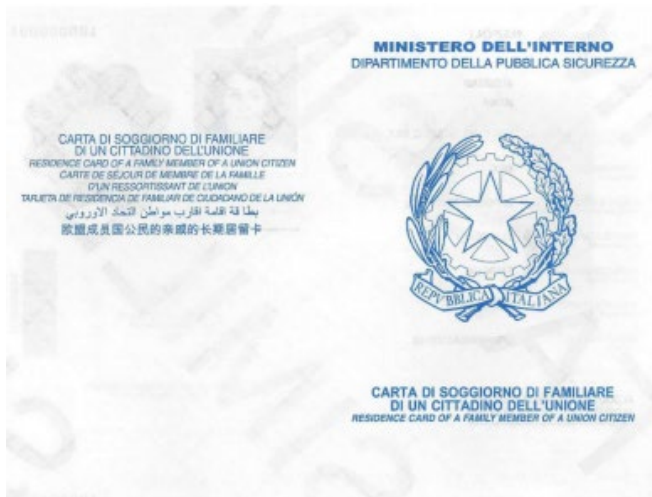 CARTA DI SOGGIORNO DI FAMILIARE
DI UN CITTADINO DELL'UNIONE
RESIDENCE CARD OF A FAMILY MEMBER OF A UNION CITIZEN
CARTE DE SÉJOUR DE MEMBRE DE LA FAMILLE
D'UN RESSORTISSANT DE L'UNION
TARJETA DE RESIDENCIA DE FAMILIAR DE CIUDADANO DE LA UNIÓN
بطا قة اقامة اقارب مواطن التحاد الاوروبي
欧盟成员国公民的亲戚的长期居留卡
MINISTERO DELL'INTERNO
DIPARTIMENTO DELLA PUBBLICA SICUREZZA
REPVBBLICA ITALIANA
CARTA DI SOGGIORNO DI FAMILIARE
DI UN CITTADINO DELL'UNIONE
RESIDENCE CARD OF A FAMILY MEMBER OF A UNION CITIZEN